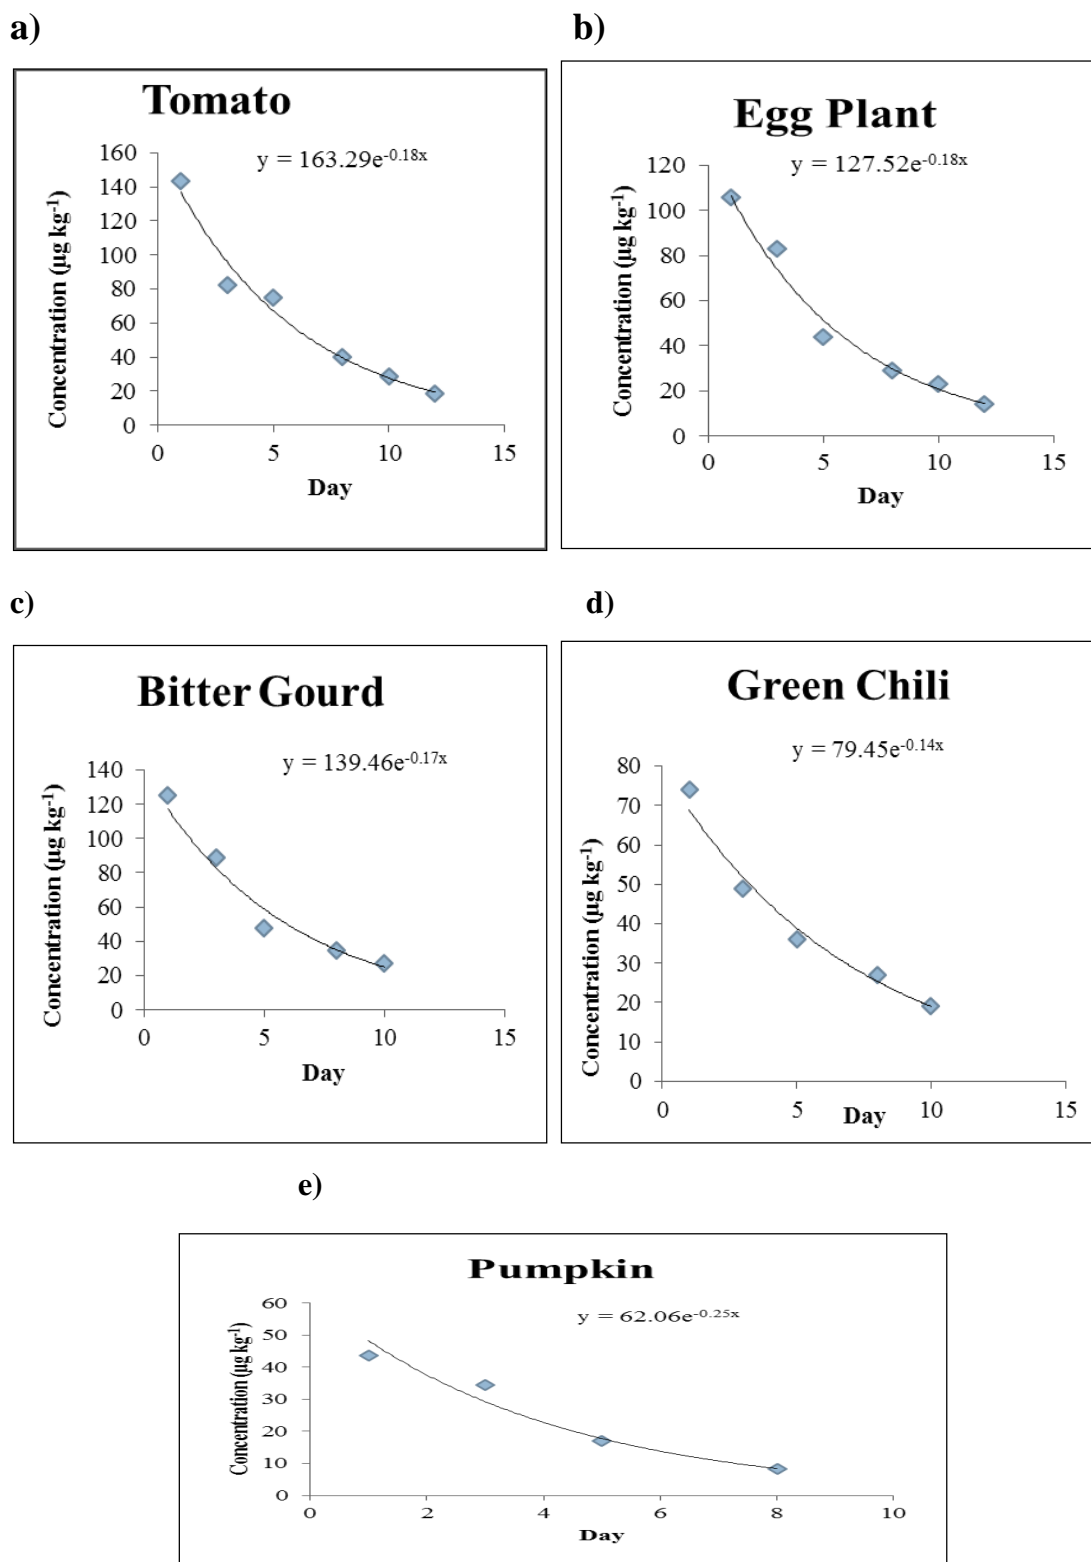 a)
Tomato
y = 163.29e^-0.18x
Concentration (µg kg^-1)
160
140
120
100
80
60
40
20
0
0 5 10 15
Day
b)
Egg Plant
y = 127.52e^-0.18x
Concentration (µg kg^-1)
120
100
80
60
40
20
0
0 5 10 15
Day
c)
Bitter Gourd
y = 139.46e^-0.17x
Concentration (µg kg^-1)
140
120
100
80
60
40
20
0
0 5 10 15
Day
d)
Green Chili
y = 79.45e^-0.14x
Concentration (µg kg^-1)
80
70
60
50
40
30
20
10
0
0 5 10 15
Day
e)
Pumpkin
y = 62.06e^-0.25x
Concentration (µg kg^-1)
60
50
40
30
20
10
0
0 2 4 6 8 10
Day